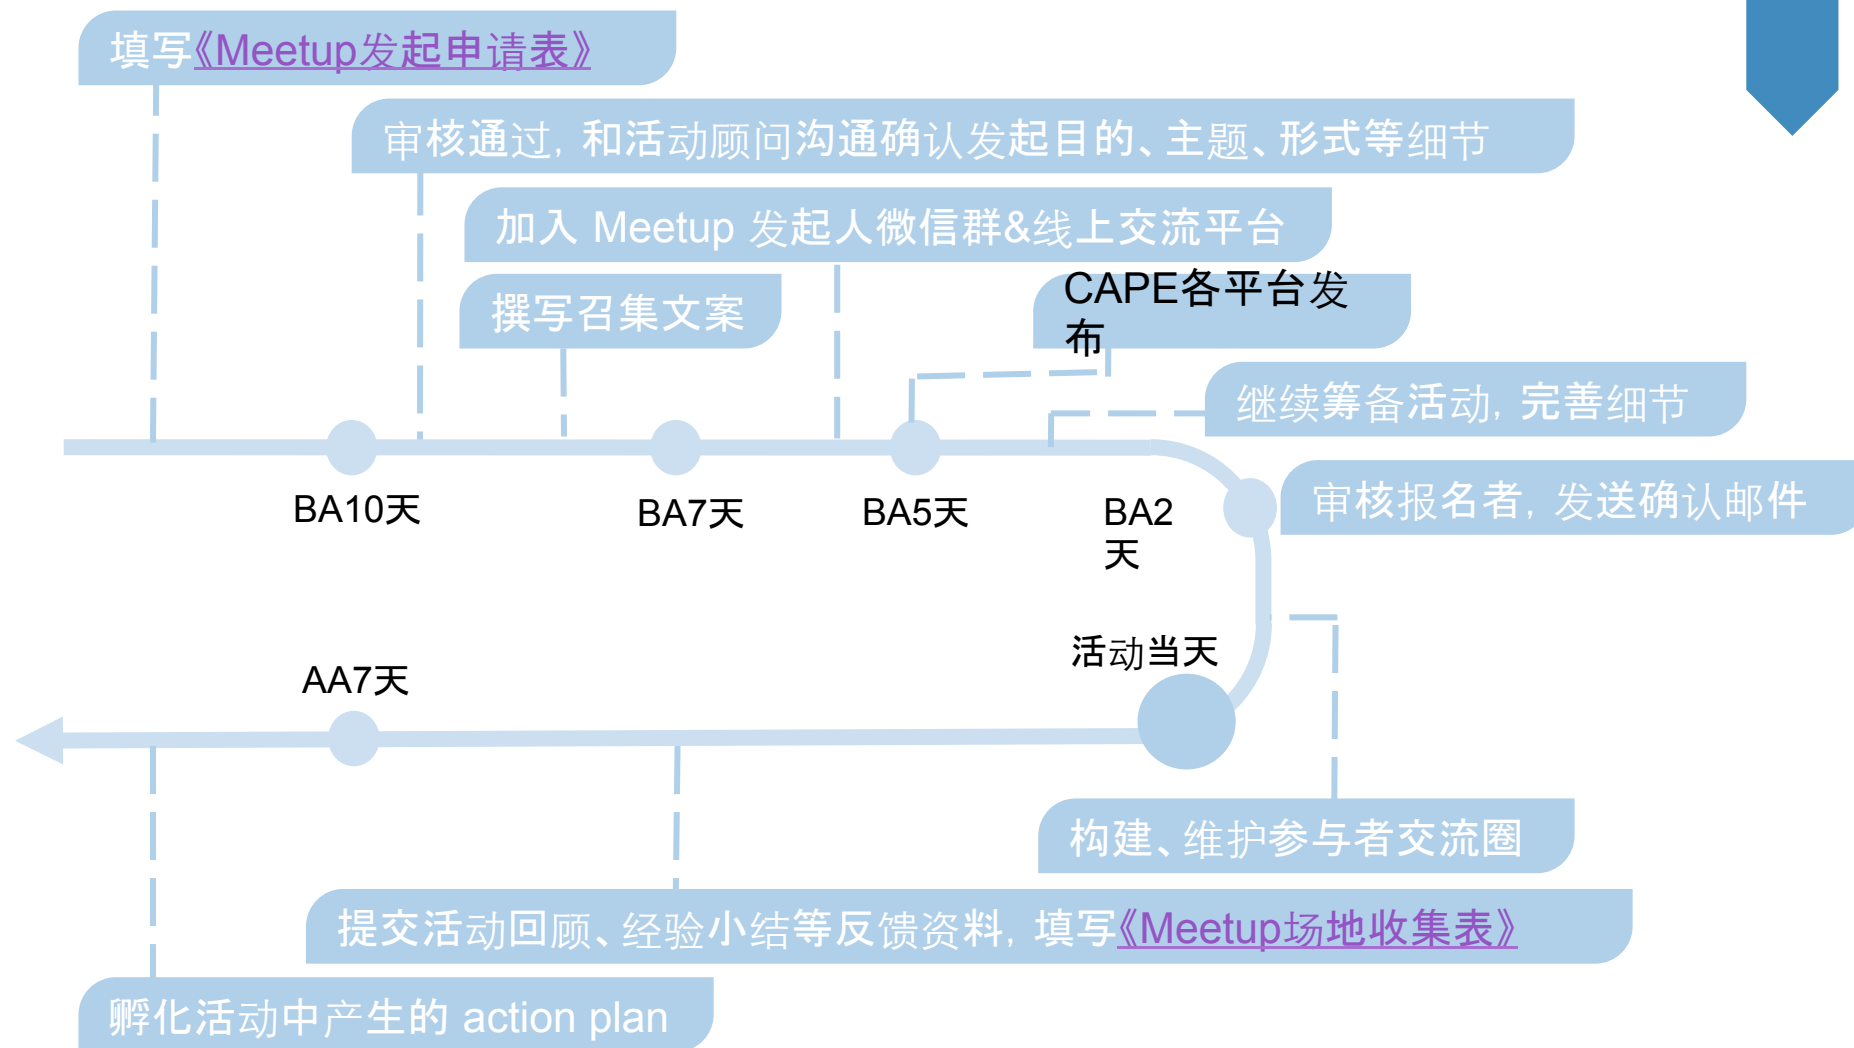 填写《Meetup发起申请表》
审核通过, 和活动顾问沟通确认发起目的、主题、形式等细节
加入 Meetup 发起人微信群&线上交流平台
撰写召集文案
CAPE各平台发
布
继续筹备活动, 完善细节
审核报名者, 发送确认邮件
BA10天
BA7天
BA5天
BA2
天
活动当天
AA7天
构建、维护参与者交流圈
提交活动回顾、经验小结等反馈资料, 填写《Meetup场地收集表》
孵化活动中产生的 action plan